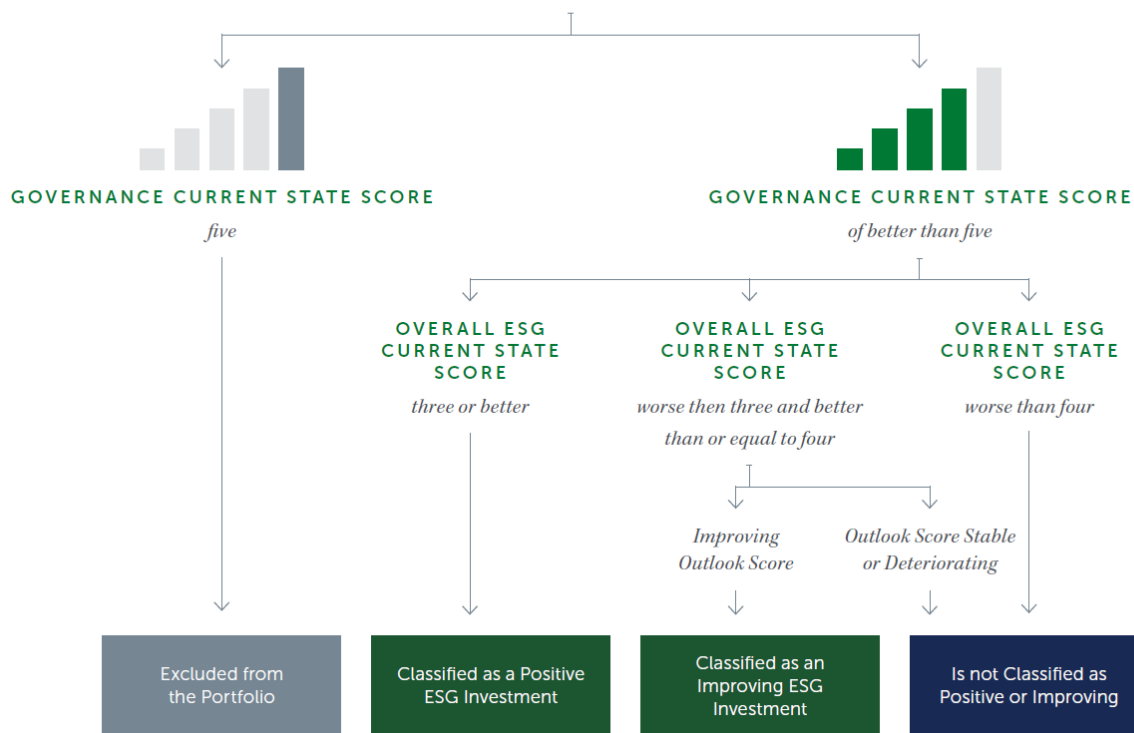 GOVERNANCE CURRENT STATE SCORE
five
GOVERNANCE CURRENT STATE SCORE
of better than five
OVERALL ESG
CURRENT STATE
SCORE
three or better
OVERALL ESG
CURRENT STATE
SCORE
worse then three and better
than or equal to four
OVERALL ESG
CURRENT STATE
SCORE
worse than four
Improving
Outlook Score
Outlook Score Stable
or Deteriorating
Excluded from
the Portfolio
Classified as a Positive
ESG Investment
Classified as an
Improving ESG
Investment
Is not Classified as
Positive or Improving